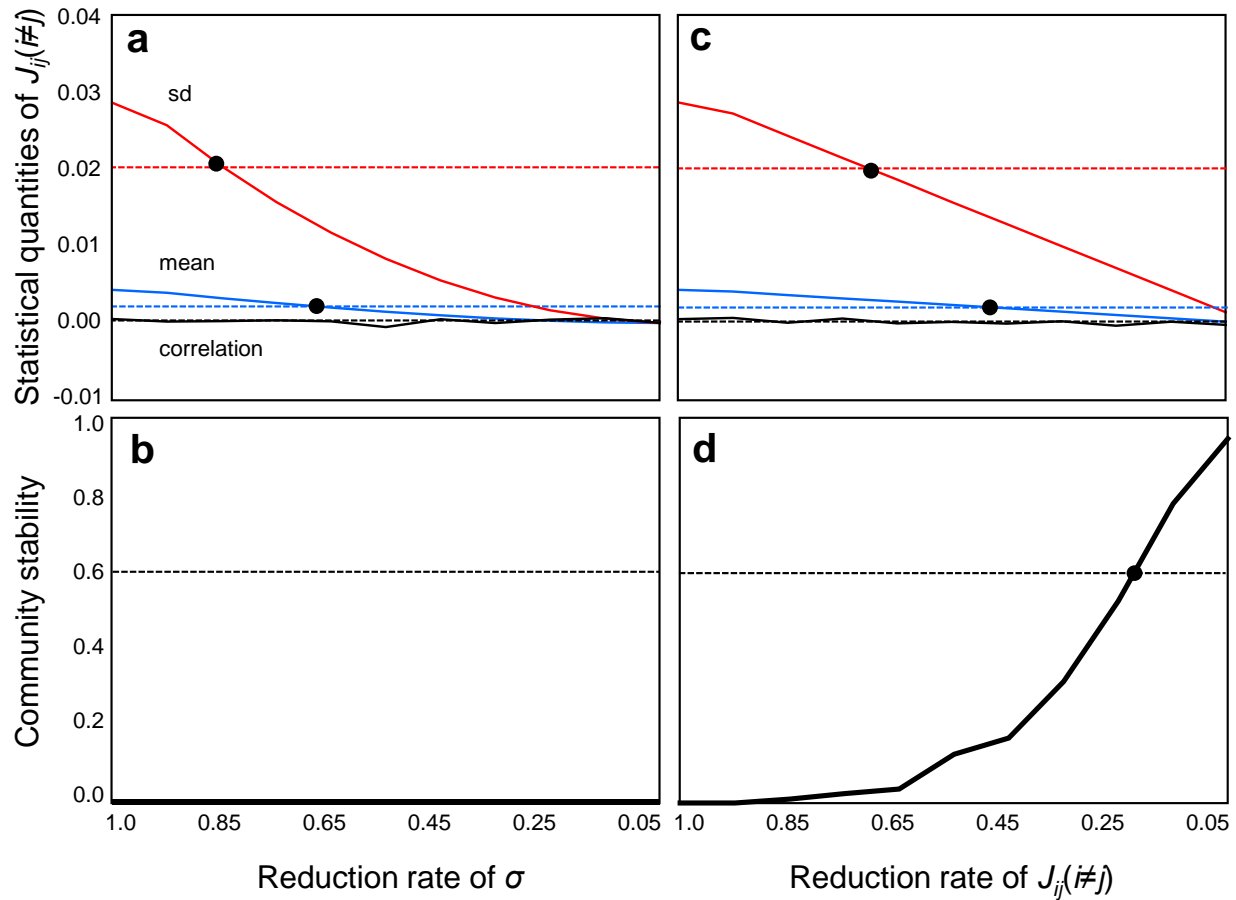 Statistical quantities of Jij(i≠j)
0.04
0.03
0.02
0.01
0.00
-0.01
a
sd
mean
correlation
c
Community stability
1.0
0.8
0.6
0.4
0.2
0.0
b
d
1.0 0.85 0.65 0.45 0.25 0.05
1.0 0.85 0.65 0.45 0.25 0.05
Reduction rate of σ
Reduction rate of Jij(i≠j)